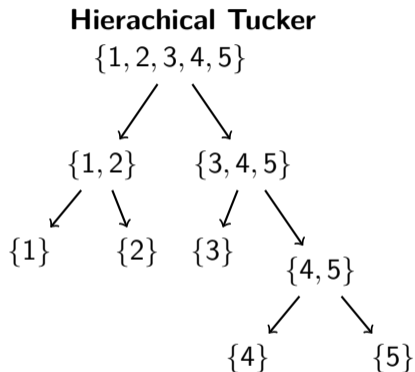 Hierachical Tucker
{1, 2, 3, 4, 5}
{1, 2}
{3, 4, 5}
{1}
{2}
{3}
{4, 5}
{4}
{5}